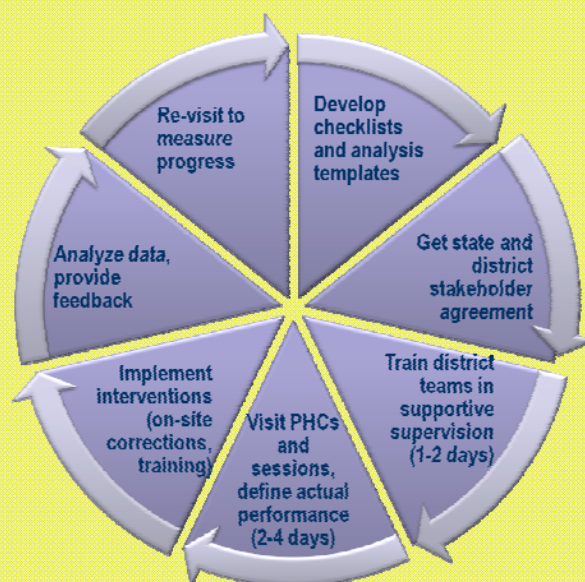 Develop
checklists
and analysis
templates
Get state and
district
stakeholder
agreement
Train district
teams in
supportive
supervision
(1-2 days)
Visit PHCs
and
sessions,
define actual
performance
(2-4 days)
Implement
interventions
(on-site
corrections,
training)
Analyze data,
provide
feedback
Re-visit to
measure
progress